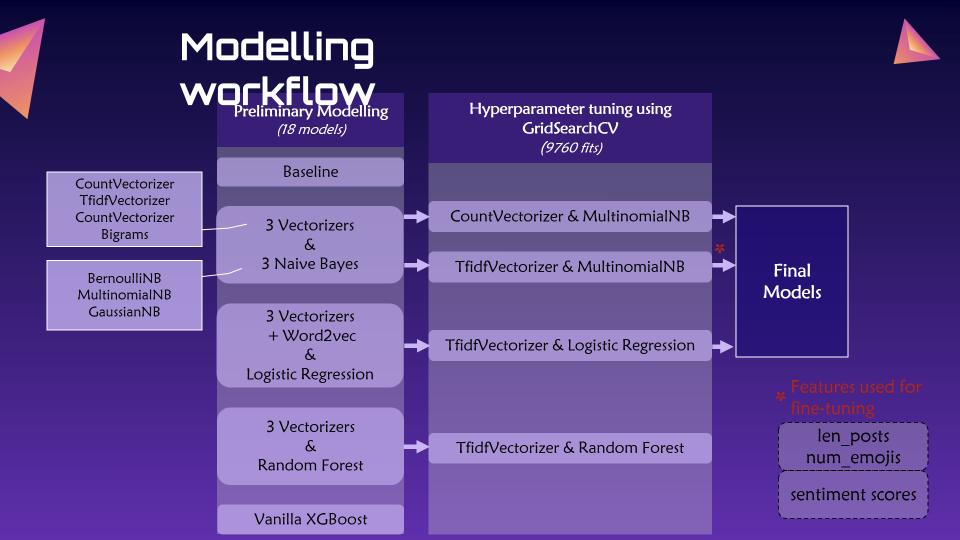 Modelling
workflow
Preliminary Modelling
(18 models)
Hyperparameter tuning using
GridSearchCV
(9760 fits)
Baseline
CountVectorizer
TfidfVectorizer
CountVectorizer
Bigrams
BernoulliNB
MultinomialNB
GaussianNB
3 Vectorizers
&
3 Naive Bayes
CountVectorizer & MultinomialNB
*
TfidfVectorizer & MultinomialNB
Final
Models
3 Vectorizers
+ Word2vec
&
Logistic Regression
TfidfVectorizer & Logistic Regression
3 Vectorizers
&
Random Forest
TfidfVectorizer & Random Forest
Vanilla XGBoost
* Features used for
fine-tuning
len_posts
num_emojis
sentiment scores